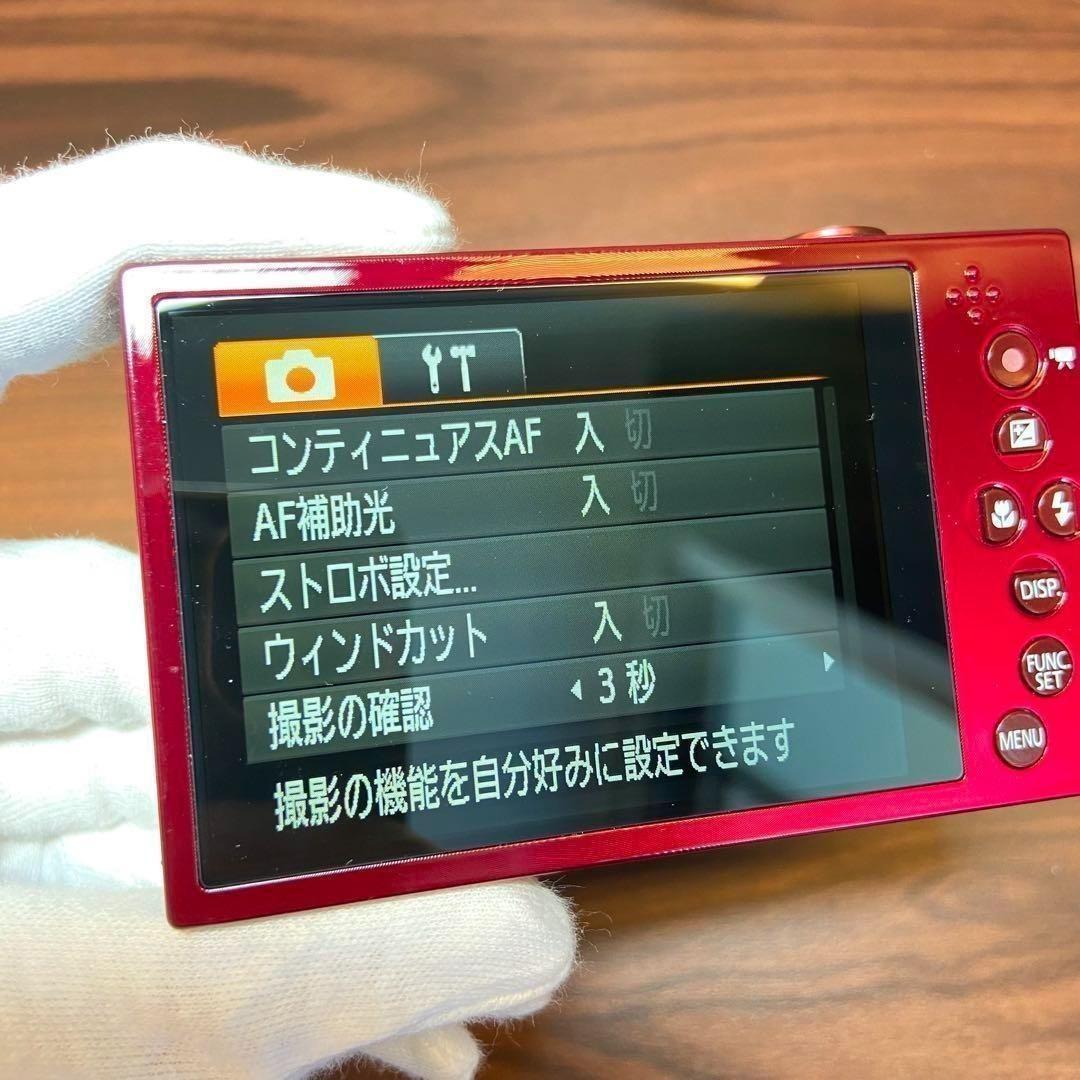 コンティニュアスAF 入 切
AF補助光 入 切
ストロボ設定...
ウィンドカット 入 切
撮影の確認 3 秒
撮影の機能を自分好みに設定できます
DISP.
FUNC.
SET
MENU